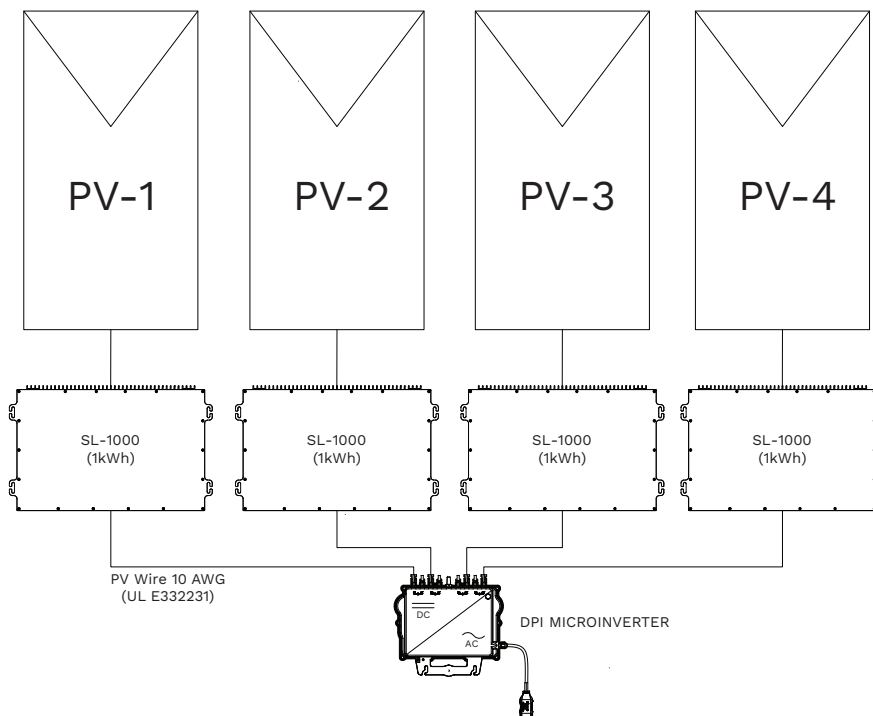 PV-1
PV-2
PV-3
PV-4
SL-1000
(1kWh)
SL-1000
(1kWh)
SL-1000
(1kWh)
SL-1000
(1kWh)
PV Wire 10 AWG
(UL E332231)
DC
AC
DPI MICROINVERTER